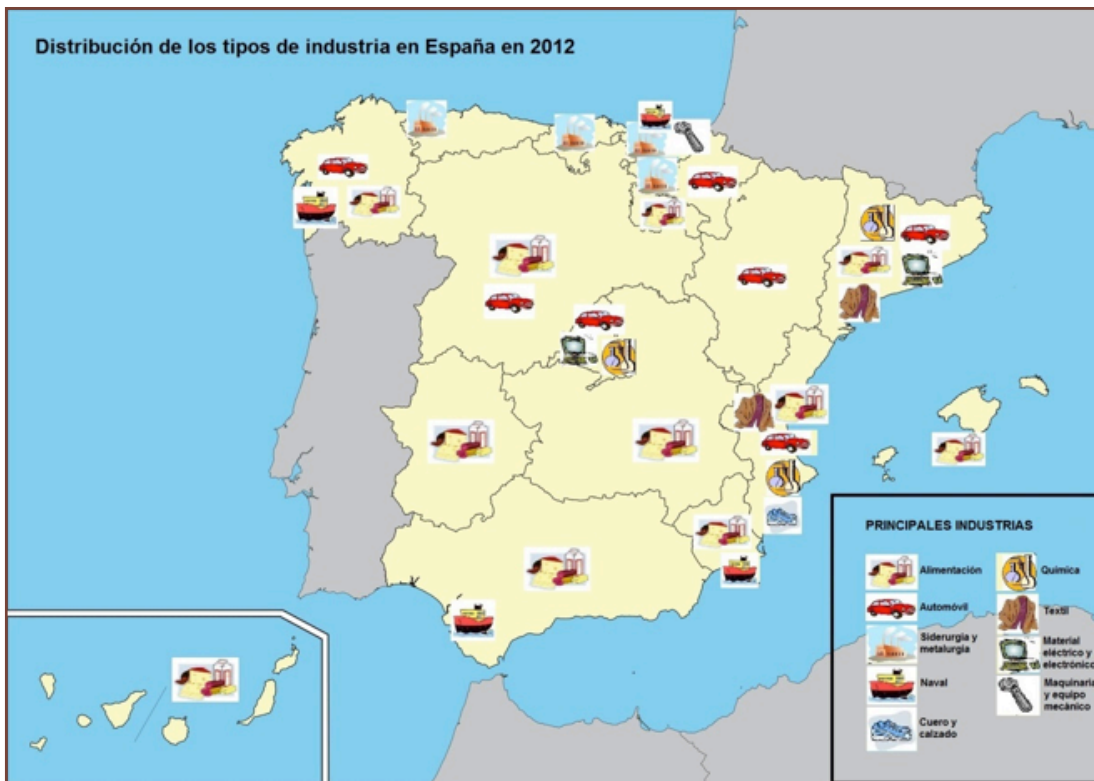 Distribución de los tipos de industria en España en 2012
PRINCIPALES INDUSTRIAS
Alimentación
Automóvil
Siderurgia y
metalurgia
Naval
Cuero y
calzado
Química
Textil
Material
eléctrico y
electrónico
Maquinaria
y equipo
mecánico